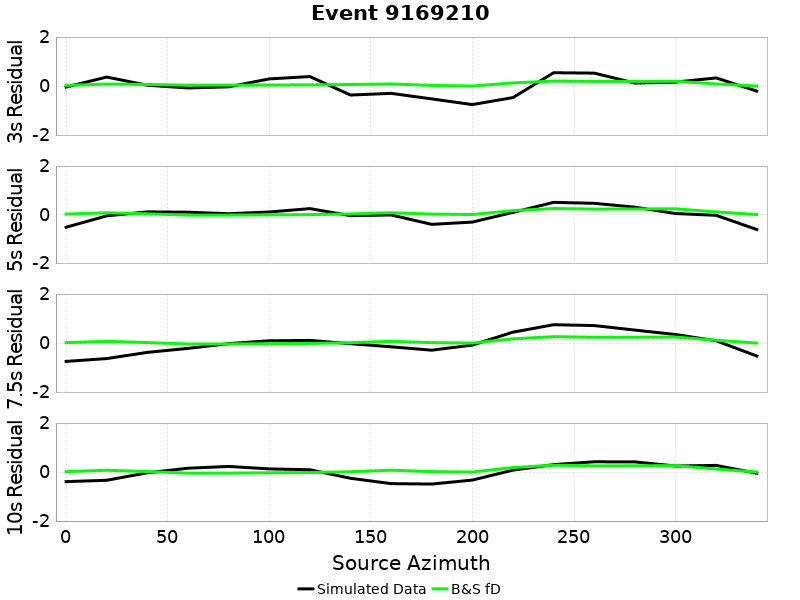 Event 9169210
3s Residual
2
0
-2
5s Residual
2
0
-2
7.5s Residual
2
0
-2
10s Residual
2
0
-2
0 50 100 150 200 250 300
Source Azimuth
Simulated Data B&S fD